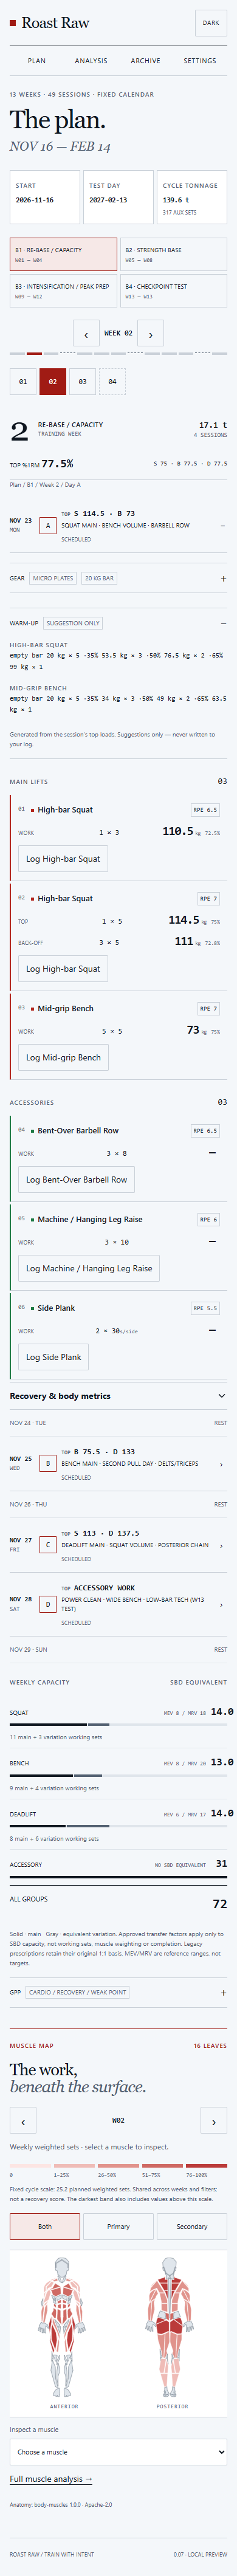 Roast Raw
DARK
PLAN ANALYSIS ARCHIVE SETTINGS
13 WEEKS · 49 SESSIONS · FIXED CALENDAR
The plan.
NOV 16 — FEB 14
START
2026-11-16
TEST DAY
2027-02-13
CYCLE TONNAGE
139.6 t
317 AUX SETS
B1 · RE-BASE / CAPACITY
W01 — W04
B2 · STRENGTH BASE
W05 — W08
B3 · INTENSIFICATION / PEAK PREP
W09 — W12
B4 · CHECKPOINT TEST
W13 — W13
‹ WEEK 02 ›
01 02 03 04
2 RE-BASE / CAPACITY 17.1 t
TRAINING WEEK 4 SESSIONS
TOP %1RM 77.5% S 75 · B 77.5 · D 77.5
Plan / B1 / Week 2 / Day A
NOV 23
MON
A
TOP S 114.5 · B 73
SQUAT MAIN · BENCH VOLUME · BARBELL ROW
SCHEDULED
–
GEAR MICRO PLATES 20 KG BAR +
WARM-UP SUGGESTION ONLY –
HIGH-BAR SQUAT
empty bar 20 kg × 5 ·35% 53.5 kg × 3 ·50% 76.5 kg × 2 ·65%
99 kg × 1
MID-GRIP BENCH
empty bar 20 kg × 5 ·35% 34 kg × 3 ·50% 49 kg × 2 ·65% 63.5
kg × 1
Generated from the session's top loads. Suggestions only — never written to
your log.
MAIN LIFTS 03
01 High-bar Squat RPE 6.5
WORK 1 × 3 110.5 kg 72.5%
Log High-bar Squat
02 High-bar Squat RPE 7
TOP 1 × 5 114.5 kg 75%
BACK-OFF 3 × 5 111 kg 72.8%
Log High-bar Squat
03 Mid-grip Bench RPE 7
WORK 5 × 5 73 kg 75%
Log Mid-grip Bench
ACCESSORIES 03
04 Bent-Over Barbell Row RPE 6.5
WORK 3 × 8 —
Log Bent-Over Barbell Row
05 Machine / Hanging Leg Raise RPE 6
WORK 3 × 10 —
Log Machine / Hanging Leg Raise
06 Side Plank RPE 5.5
WORK 2 × 30s/side —
Log Side Plank
Recovery & body metrics
NOV 24 · TUE REST
NOV 25
WED
B
TOP B 75.5 · D 133
BENCH MAIN · SECOND PULL DAY · DELTS/TRICEPS
SCHEDULED
›
NOV 26 · THU REST
NOV 27
FRI
C
TOP S 113 · D 137.5
DEADLIFT MAIN · SQUAT VOLUME · POSTERIOR CHAIN
SCHEDULED
›
NOV 28
SAT
D
TOP ACCESSORY WORK
POWER CLEAN · WIDE BENCH · LOW-BAR TECH (W13
TEST)
SCHEDULED
›
NOV 29 · SUN REST
WEEKLY CAPACITY SBD EQUIVALENT
SQUAT MEV 8 / MRV 18 14.0
11 main + 3 variation working sets
BENCH MEV 8 / MRV 20 13.0
9 main + 4 variation working sets
DEADLIFT MEV 6 / MRV 17 14.0
8 main + 6 variation working sets
ACCESSORY NO SBD EQUIVALENT 31
ALL GROUPS 72
Solid · main Gray · equivalent variation. Approved transfer factors apply only to
SBD capacity, not working sets, muscle weighting or completion. Legacy
prescriptions retain their original 1:1 basis. MEV/MRV are reference ranges, not
targets.
GPP CARDIO / RECOVERY / WEAK POINT +
MUSCLE MAP 16 LEAVES
The work,
beneath the surface.
‹ W02 ›
Weekly weighted sets · select a muscle to inspect.
0 1–25% 26–50% 51–75% 76–100%
Fixed cycle scale: 25.2 planned weighted sets. Shared across weeks and filters;
not a recovery score. The darkest band also includes values above this scale.
Both Primary Secondary
ANTERIOR POSTERIOR
Inspect a muscle
Choose a muscle
Full muscle analysis →
Anatomy: body-muscles 1.0.0 · Apache-2.0
ROAST RAW / TRAIN WITH INTENT 0.07 · LOCAL PREVIEW